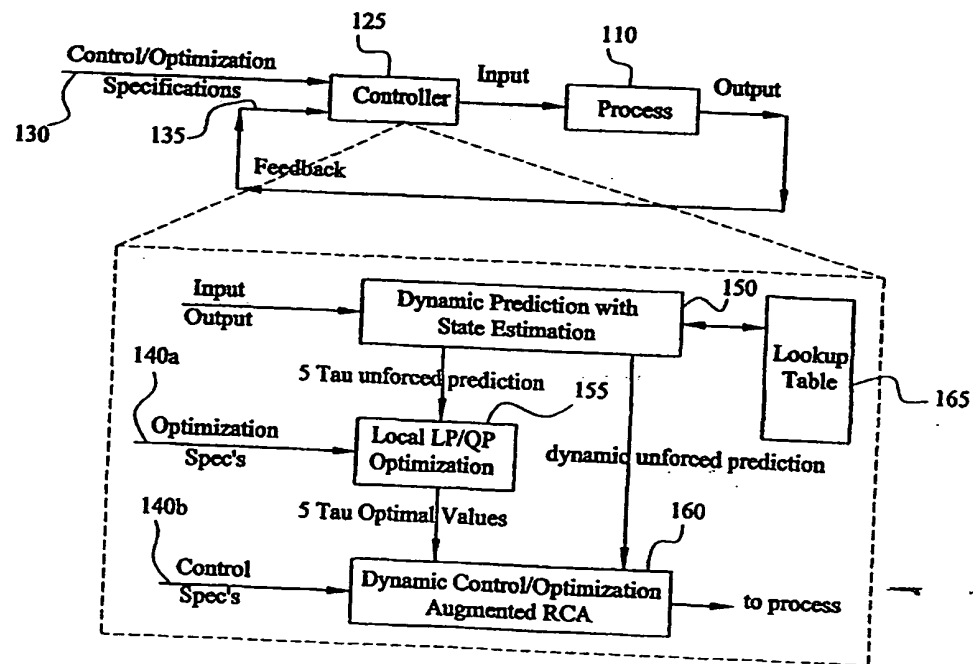 125
110
Control/Optimization
Specifications
Input
Output
Controller
Process
130
135
Feedback
Input
Output
Dynamic Prediction with
State Estimation
150
Lookup
Table
165
140a
5 Tau unforced prediction
155
Optimization
Spec's
Local LP/QP
Optimization
dynamic unforced prediction
140b
5 Tau Optimal Values
160
Control
Spec's
Dynamic Control/Optimization
Augmented RCA
to process